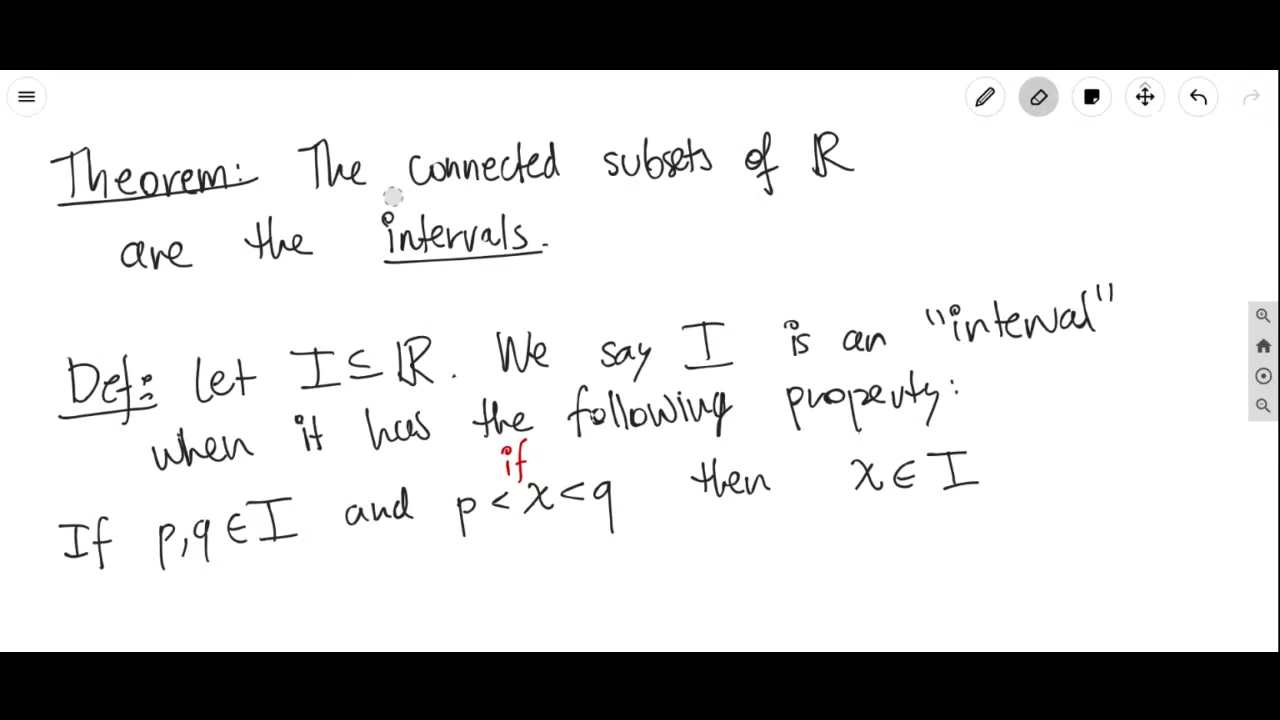 Theorem: The connected subsets of ℝ
are the intervals.
Def: Let I ⊆ ℝ. We say I is an "interval"
when it has the following property:
if
If p,q ∈ I and p < x < q then x ∈ I